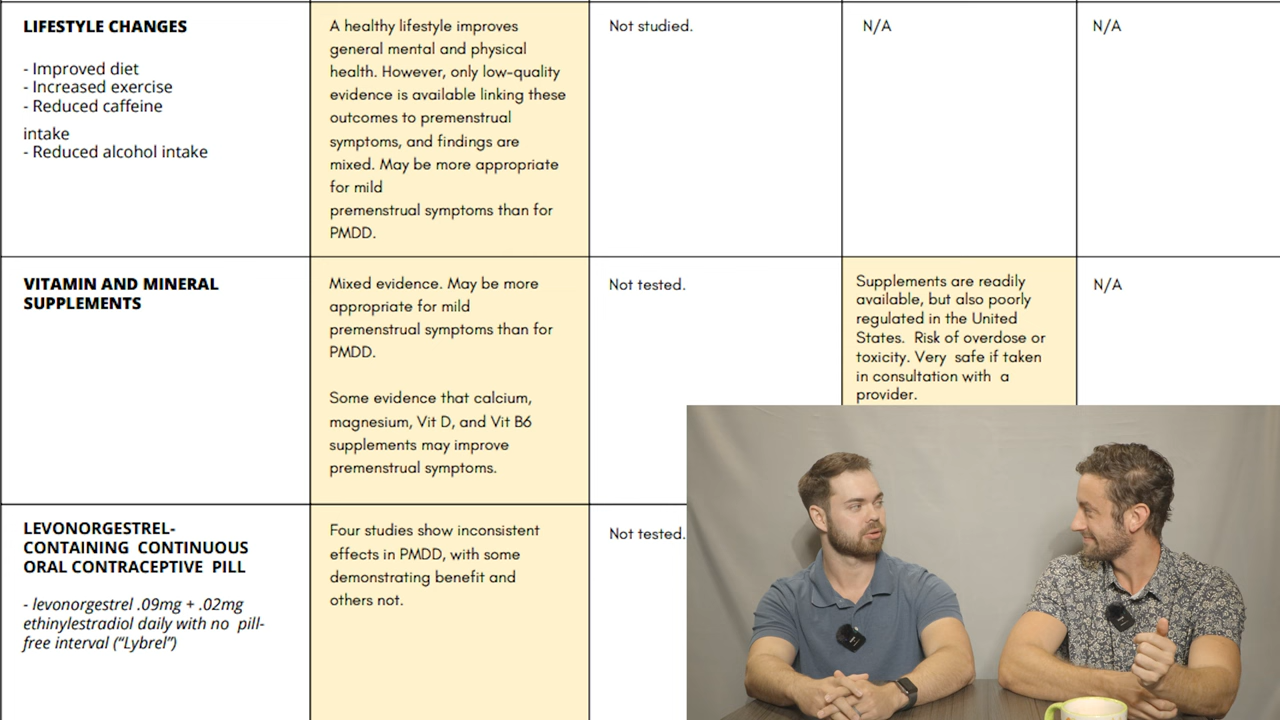 LIFESTYLE CHANGES
- Improved diet
- Increased exercise
- Reduced caffeine
intake
- Reduced alcohol intake
A healthy lifestyle improves
general mental and physical
health. However, only low-quality
evidence is available linking these
outcomes to premenstrual
symptoms, and findings are
mixed. May be more appropriate
for mild
premenstrual symptoms than for
PMDD.
Not studied.
N/A
N/A
VITAMIN AND MINERAL
SUPPLEMENTS
Mixed evidence. May be more
appropriate for mild
premenstrual symptoms than for
PMDD.
Some evidence that calcium,
magnesium, Vit D, and Vit B6
supplements may improve
premenstrual symptoms.
Not tested.
Supplements are readily
available, but also poorly
regulated in the United
States. Risk of overdose or
toxicity. Very safe if taken
in consultation with a
provider.
N/A
LEVONORGESTREL-
CONTAINING CONTINUOUS
ORAL CONTRACEPTIVE PILL
- levonorgestrel .09mg + .02mg
ethinylestradiol daily with no pill-
free interval (“Lybrel”)
Four studies show inconsistent
effects in PMDD, with some
demonstrating benefit and
others not.
Not tested.